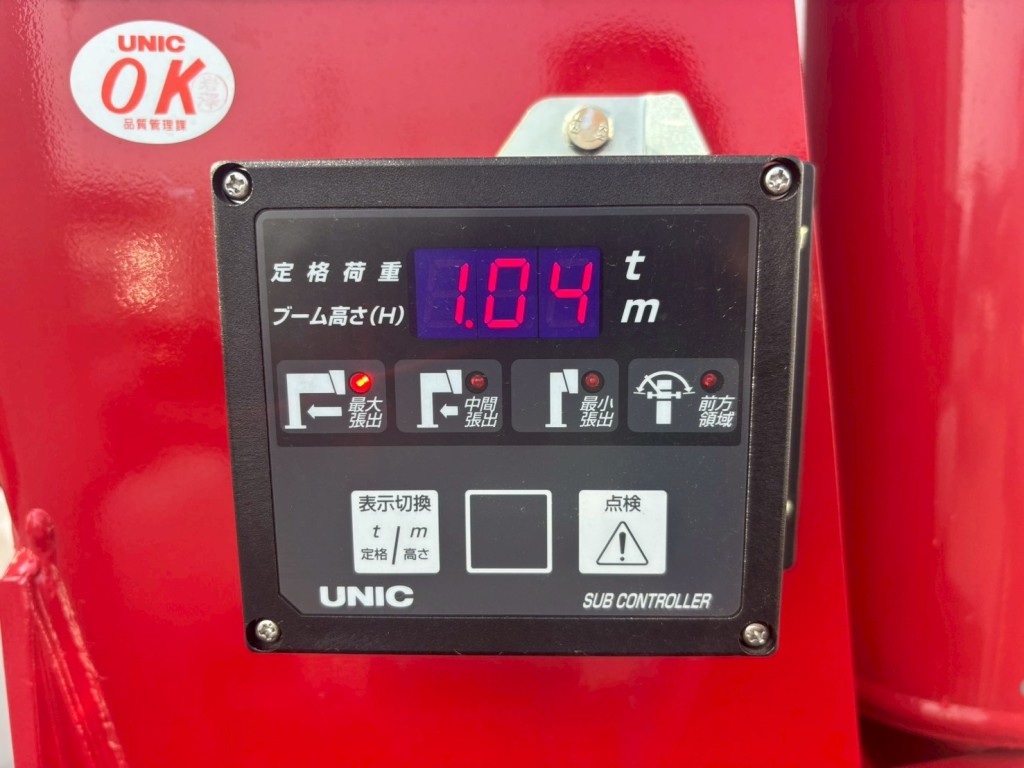 UNIC
OK
品質管理課
定格荷重 1.04 t
ブーム高さ(H) m
最大張出
中間張出
最小張出
前方領域
表示切換
t / m
定格 高さ
点検
!
UNIC
SUB CONTROLLER